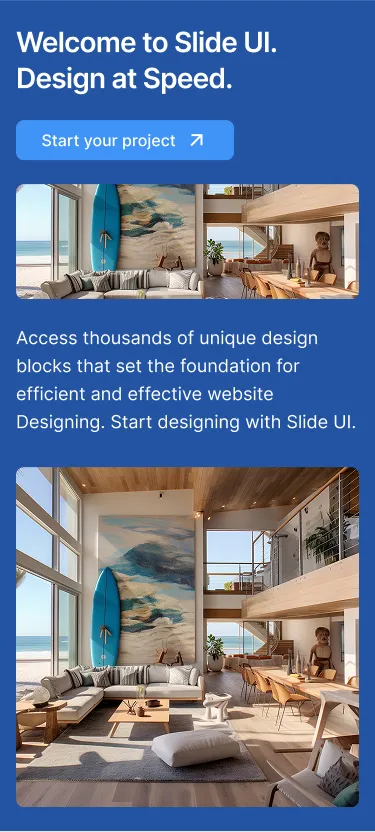 Welcome to Slide UI.
Design at Speed.
Start your project
Access thousands of unique design
blocks that set the foundation for
efficient and effective website
Designing. Start designing with Slide UI.